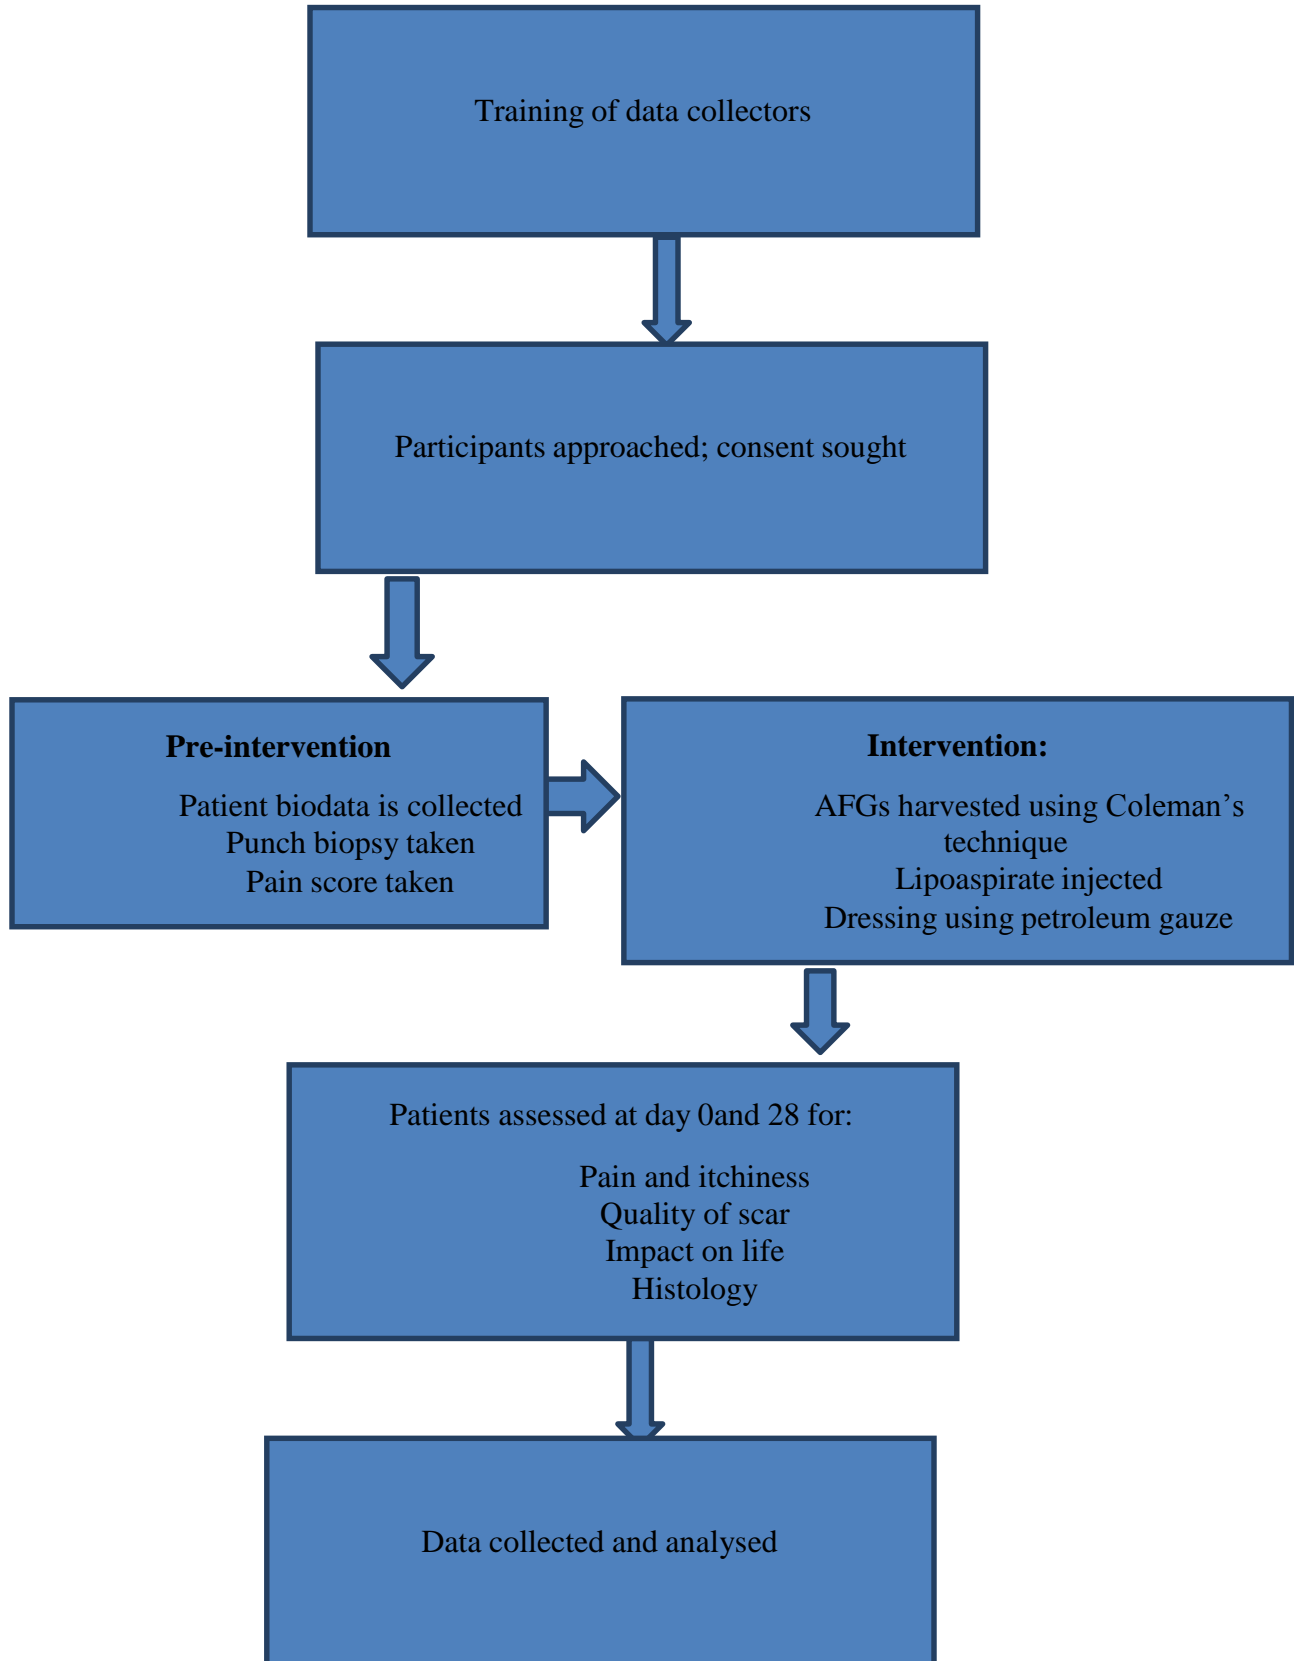 Training of data collectors
Participants approached; consent sought
Pre-intervention
Patient biodata is collected
Punch biopsy taken
Pain score taken
Intervention:
AFGs harvested using Coleman’s
technique
Lipoaspirate injected
Dressing using petroleum gauze
Patients assessed at day 0and 28 for:
Pain and itchiness
Quality of scar
Impact on life
Histology
Data collected and analysed